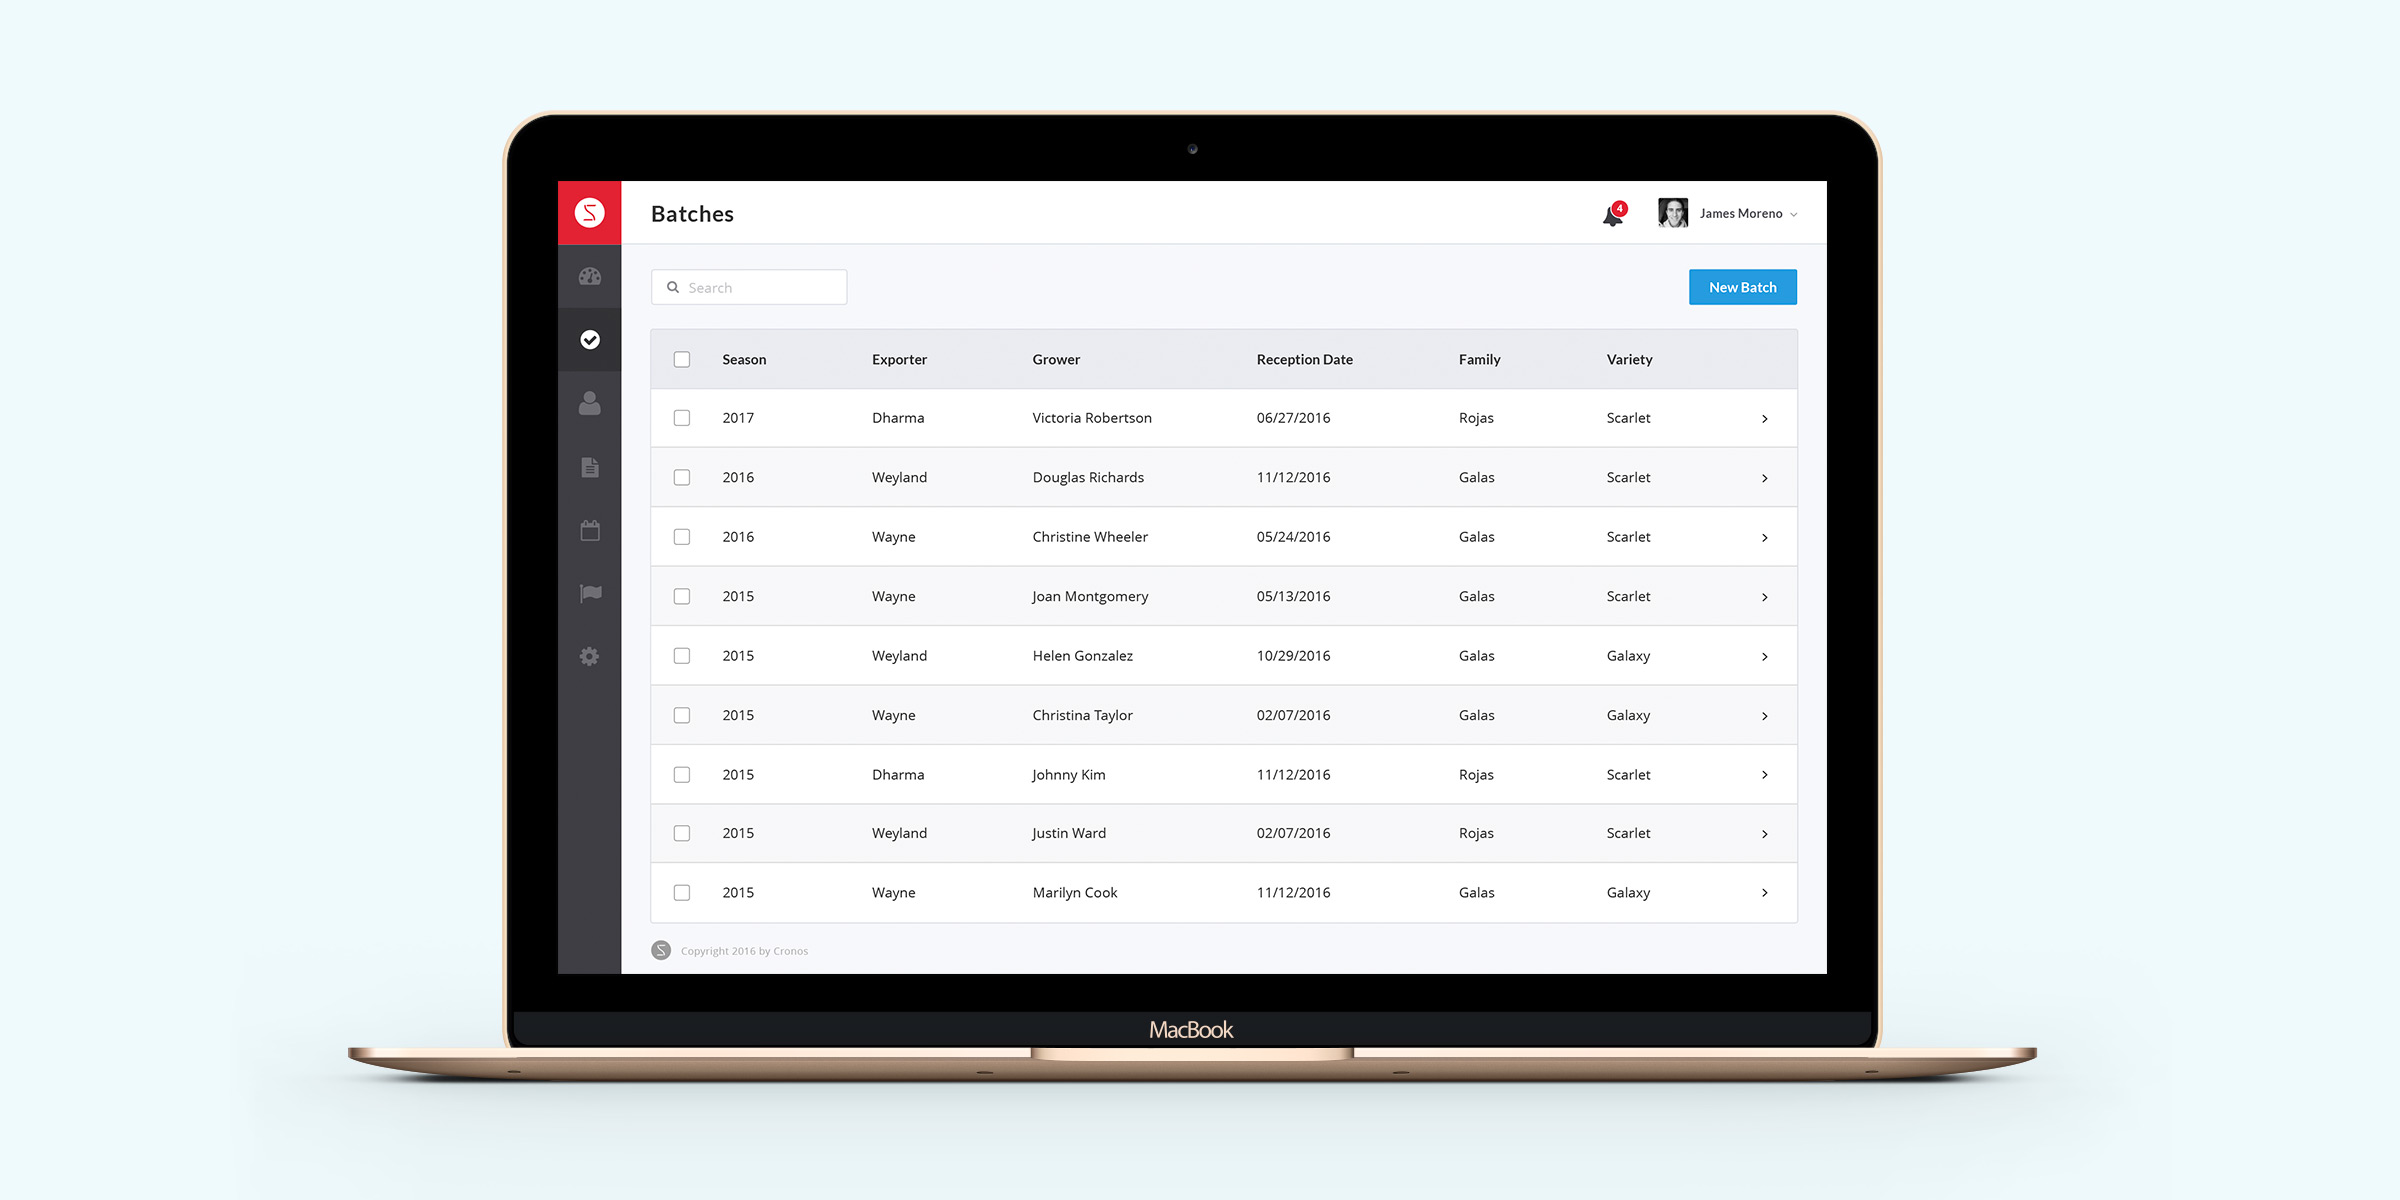 Batches
4
James Moreno
Search
New Batch
Season Exporter Grower Reception Date Family Variety
2017 Dharma Victoria Robertson 06/27/2016 Rojas Scarlet
2016 Weyland Douglas Richards 11/12/2016 Galas Scarlet
2016 Wayne Christine Wheeler 05/24/2016 Galas Scarlet
2015 Wayne Joan Montgomery 05/13/2016 Galas Scarlet
2015 Weyland Helen Gonzalez 10/29/2016 Galas Galaxy
2015 Wayne Christina Taylor 02/07/2016 Galas Galaxy
2015 Dharma Johnny Kim 11/12/2016 Rojas Scarlet
2015 Weyland Justin Ward 02/07/2016 Rojas Scarlet
2015 Wayne Marilyn Cook 11/12/2016 Galas Galaxy
Copyright 2016 by Cronos
MacBook